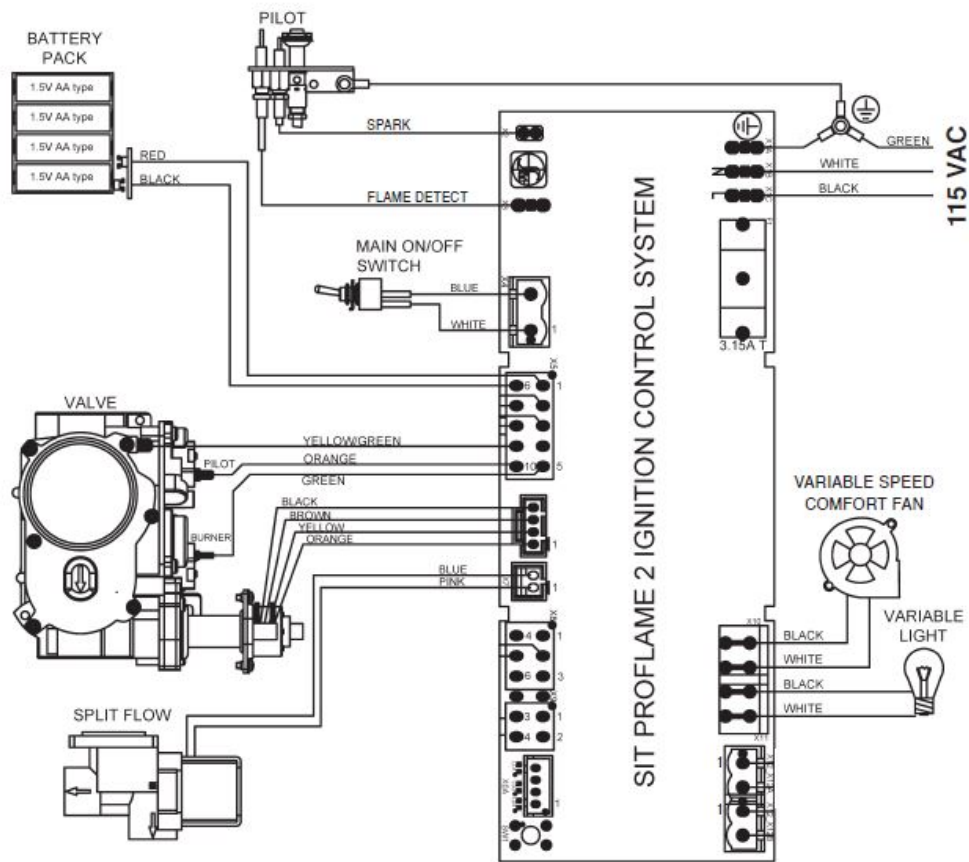 PILOT
BATTERY
PACK
1.5V AA type
1.5V AA type
1.5V AA type
1.5V AA type
RED
BLACK
SPARK
FLAME DETECT
MAIN ON/OFF
SWITCH
BLUE
WHITE
X4
1
X5
6 1
10 5
VALVE
PILOT
BURNER
YELLOW/GREEN
ORANGE
GREEN
BLACK
BROWN
YELLOW
ORANGE
1
BLUE
PINK
1
4 1
6 3
3 1
4 2
1
SPLIT FLOW
SIT PROFLAME 2 IGNITION CONTROL SYSTEM
GREEN
WHITE
BLACK
115 VAC
N
L
3.15A T
VARIABLE SPEED
COMFORT FAN
VARIABLE
LIGHT
X10
BLACK
WHITE
BLACK
WHITE
X11
1
1